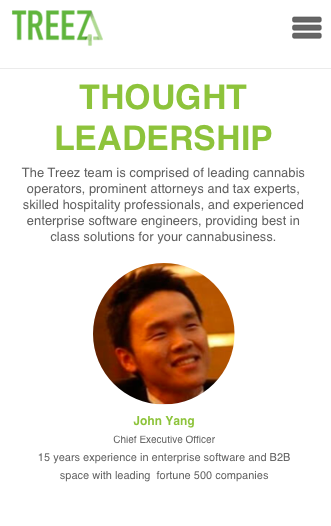 TREEZ
THOUGHT
LEADERSHIP
The Treez team is comprised of leading cannabis
operators, prominent attorneys and tax experts,
skilled hospitality professionals, and experienced
enterprise software engineers, providing best in
class solutions for your cannabusiness.
John Yang
Chief Executive Officer
15 years experience in enterprise software and B2B
space with leading  fortune 500 companies